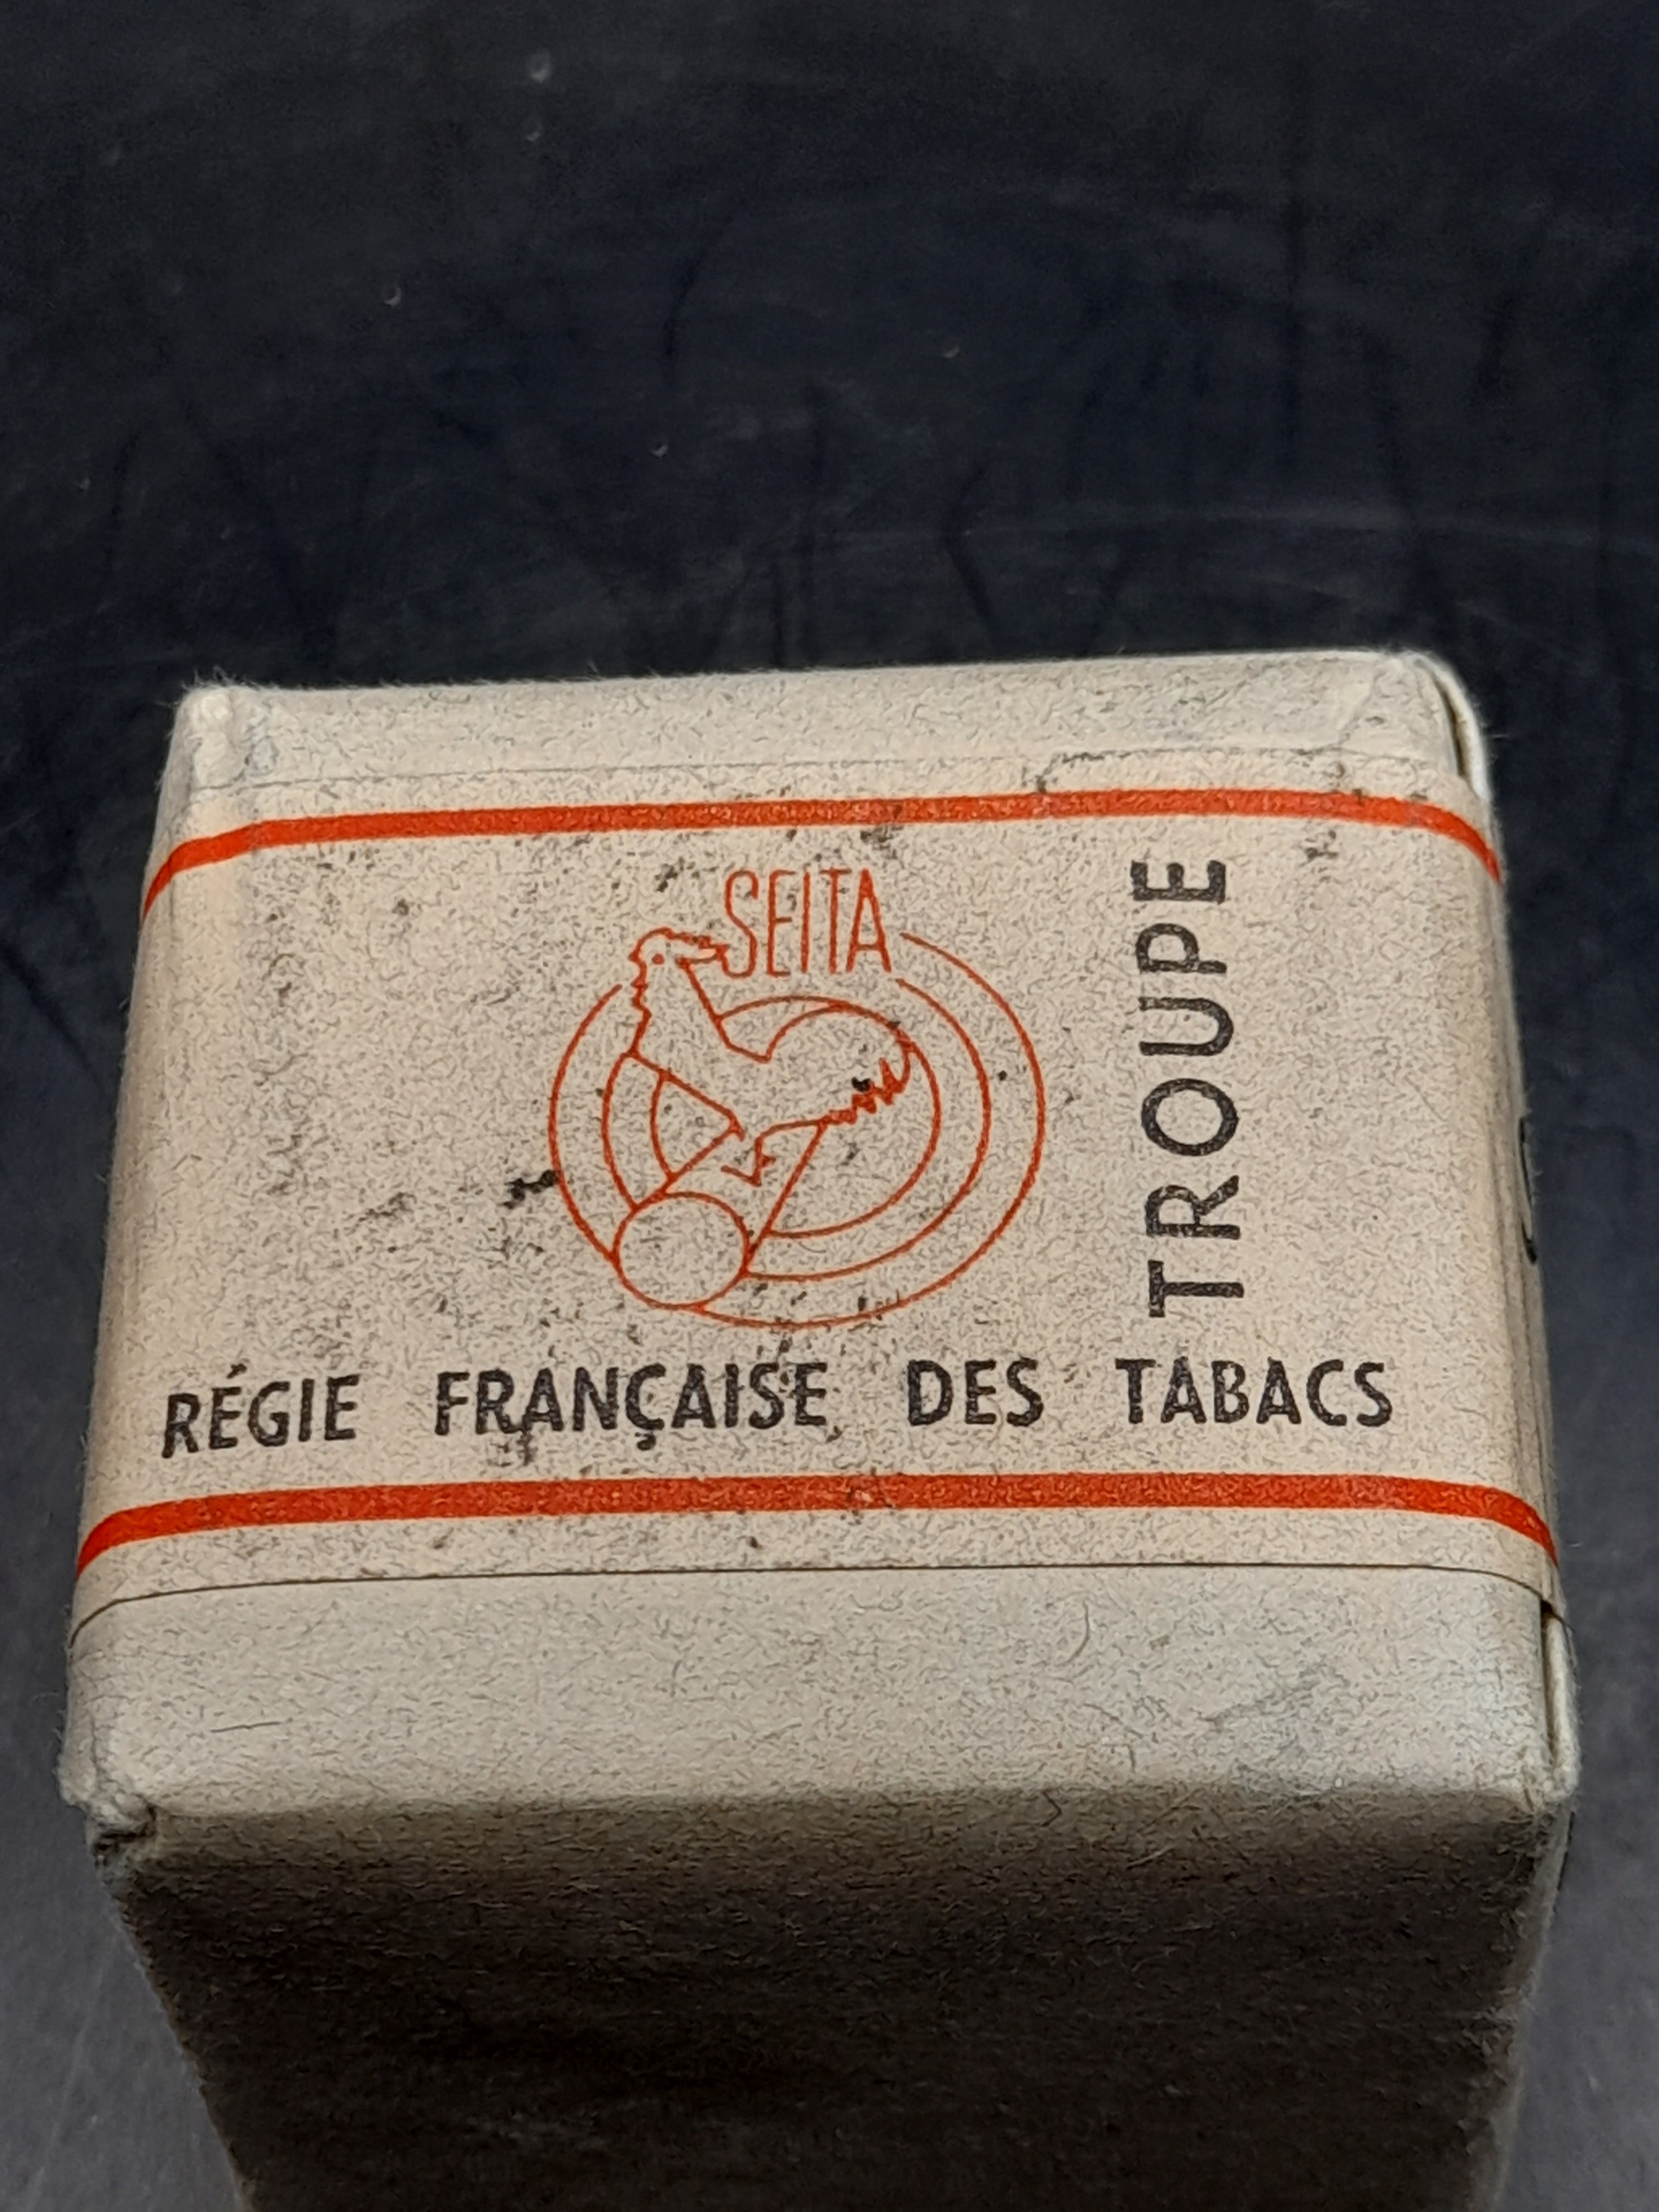 SEITA
TROUPE
RÉGIE FRANÇAISE DES TABACS